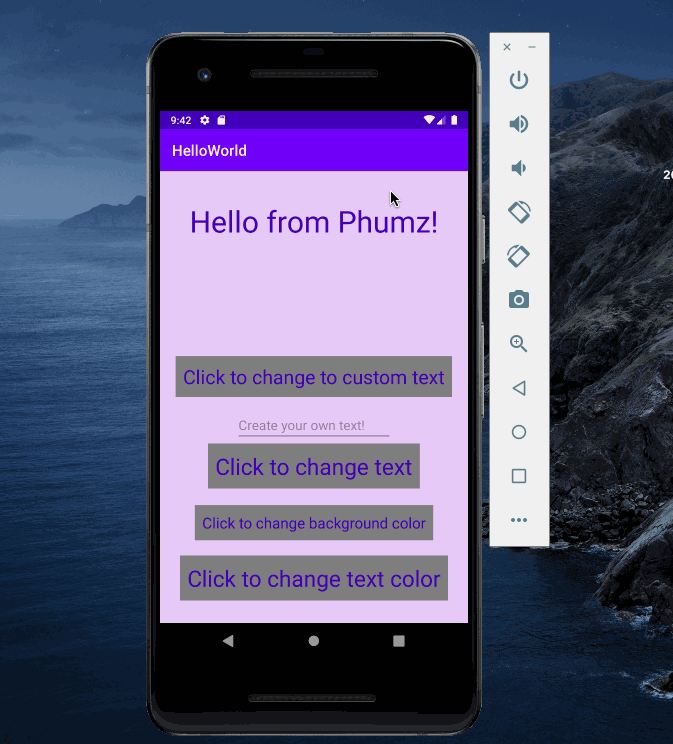 9:42
HelloWorld
Hello from Phumz!
Click to change to custom text
Create your own text!
Click to change text
Click to change background color
Click to change text color